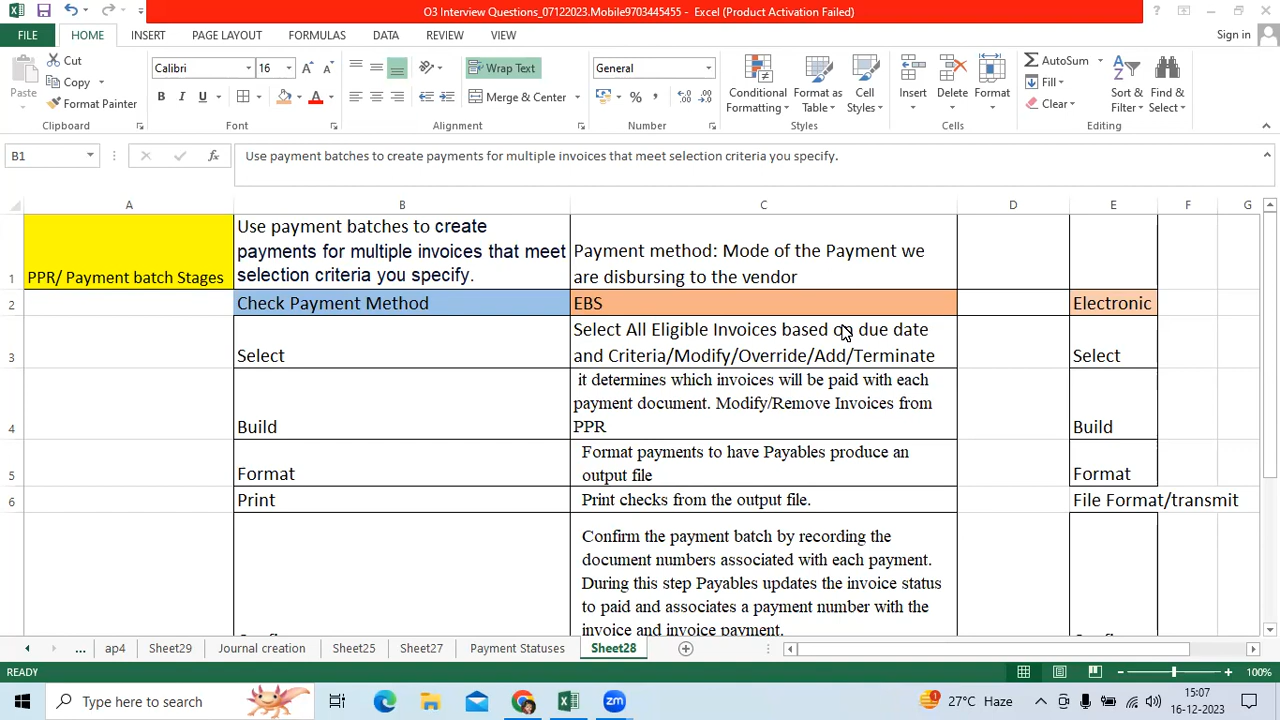 O3 Interview Questions_07122023.Mobile9703445455 - Excel (Product Activation Failed)
FILE HOME INSERT PAGE LAYOUT FORMULAS DATA REVIEW VIEW Sign in
Paste Cut Copy Format Painter Clipboard
Calibri 16 B I U Font
Wrap Text Merge & Center Alignment
General % Number
Conditional Formatting Format as Table Cell Styles Styles
Insert Delete Format Cells
AutoSum Fill Clear Sort & Filter Find & Select Editing
B1 fx Use payment batches to create payments for multiple invoices that meet selection criteria you specify.
A B C D E F G
1 PPR/ Payment batch Stages
Use payment batches to create
payments for multiple invoices that meet
selection criteria you specify.
Payment method: Mode of the Payment we
are disbursing to the vendor
2 Check Payment Method EBS Electronic
3 Select
Select All Eligible Invoices based on due date
and Criteria/Modify/Override/Add/Terminate
Select
4 Build
it determines which invoices will be paid with each
payment document. Modify/Remove Invoices from
PPR
Build
5 Format
Format payments to have Payables produce an
output file
Format
6 Print Print checks from the output file. File Format/transmit
Confirm the payment batch by recording the
document numbers associated with each payment.
During this step Payables updates the invoice status
to paid and associates a payment number with the
invoice and invoice payment.
... ap4 Sheet29 Journal creation Sheet25 Sheet27 Payment Statuses Sheet28
READY 100%
Type here to search zm 1 27°C Haze 15:07
16-12-2023